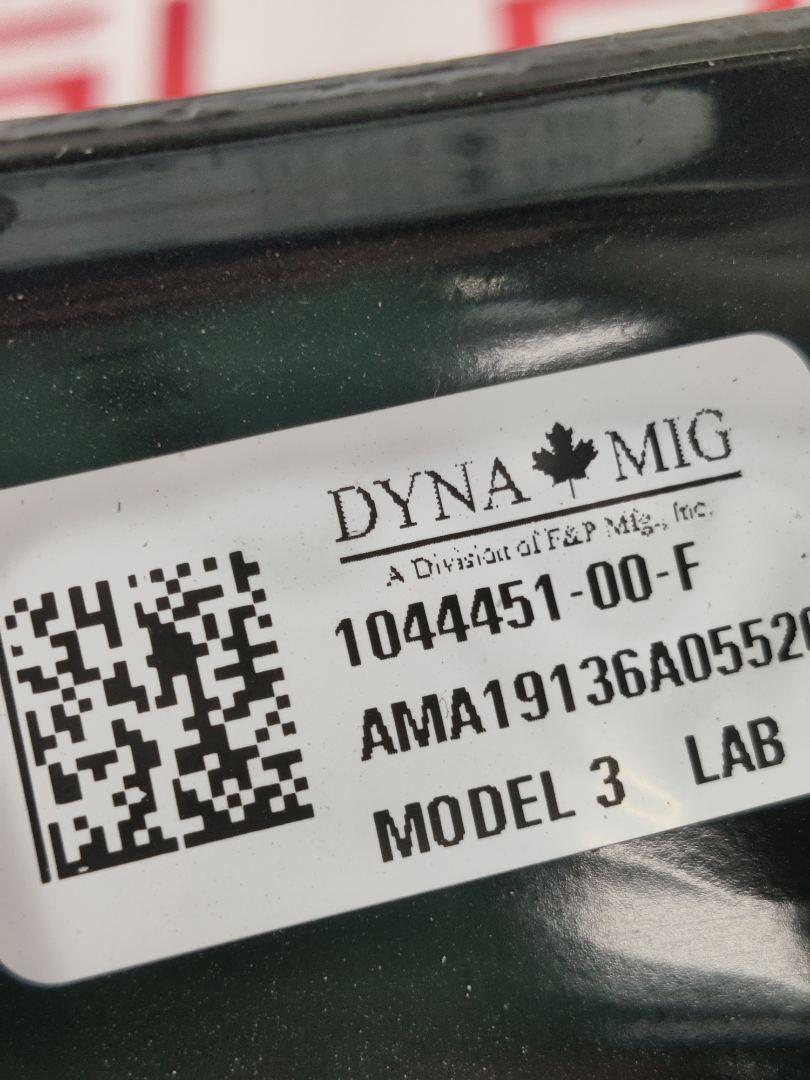 DYNA MIG
A Division of F&P Mfg., Inc.
1044451-00-F
AMA19136A0552
MODEL 3 LAB